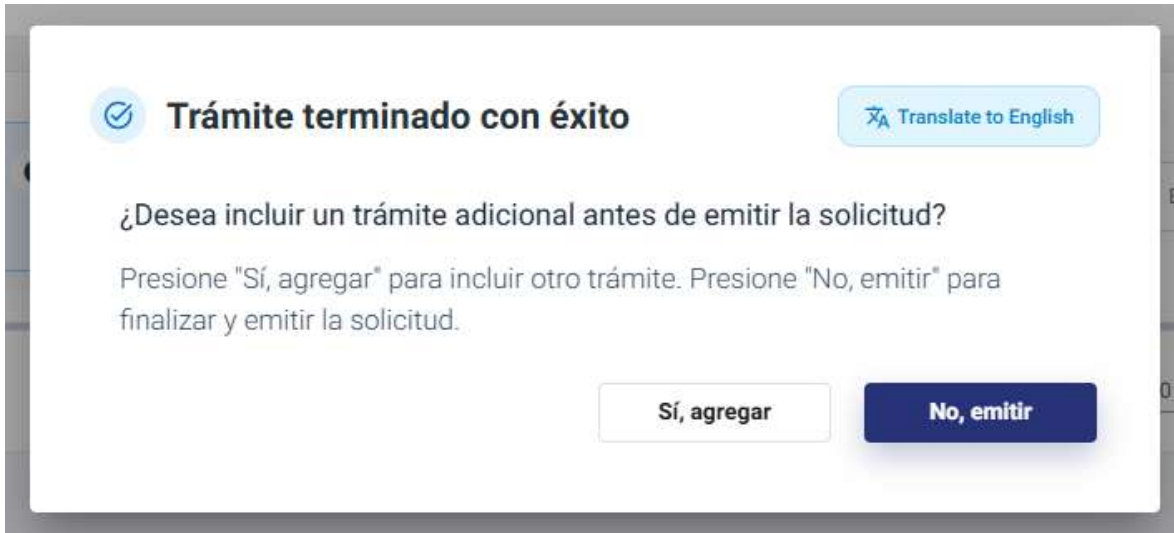 Trámite terminado con éxito
Translate to English
¿Desea incluir un trámite adicional antes de emitir la solicitud?
Presione "Sí, agregar" para incluir otro trámite. Presione "No, emitir" para
finalizar y emitir la solicitud.
Sí, agregar
No, emitir